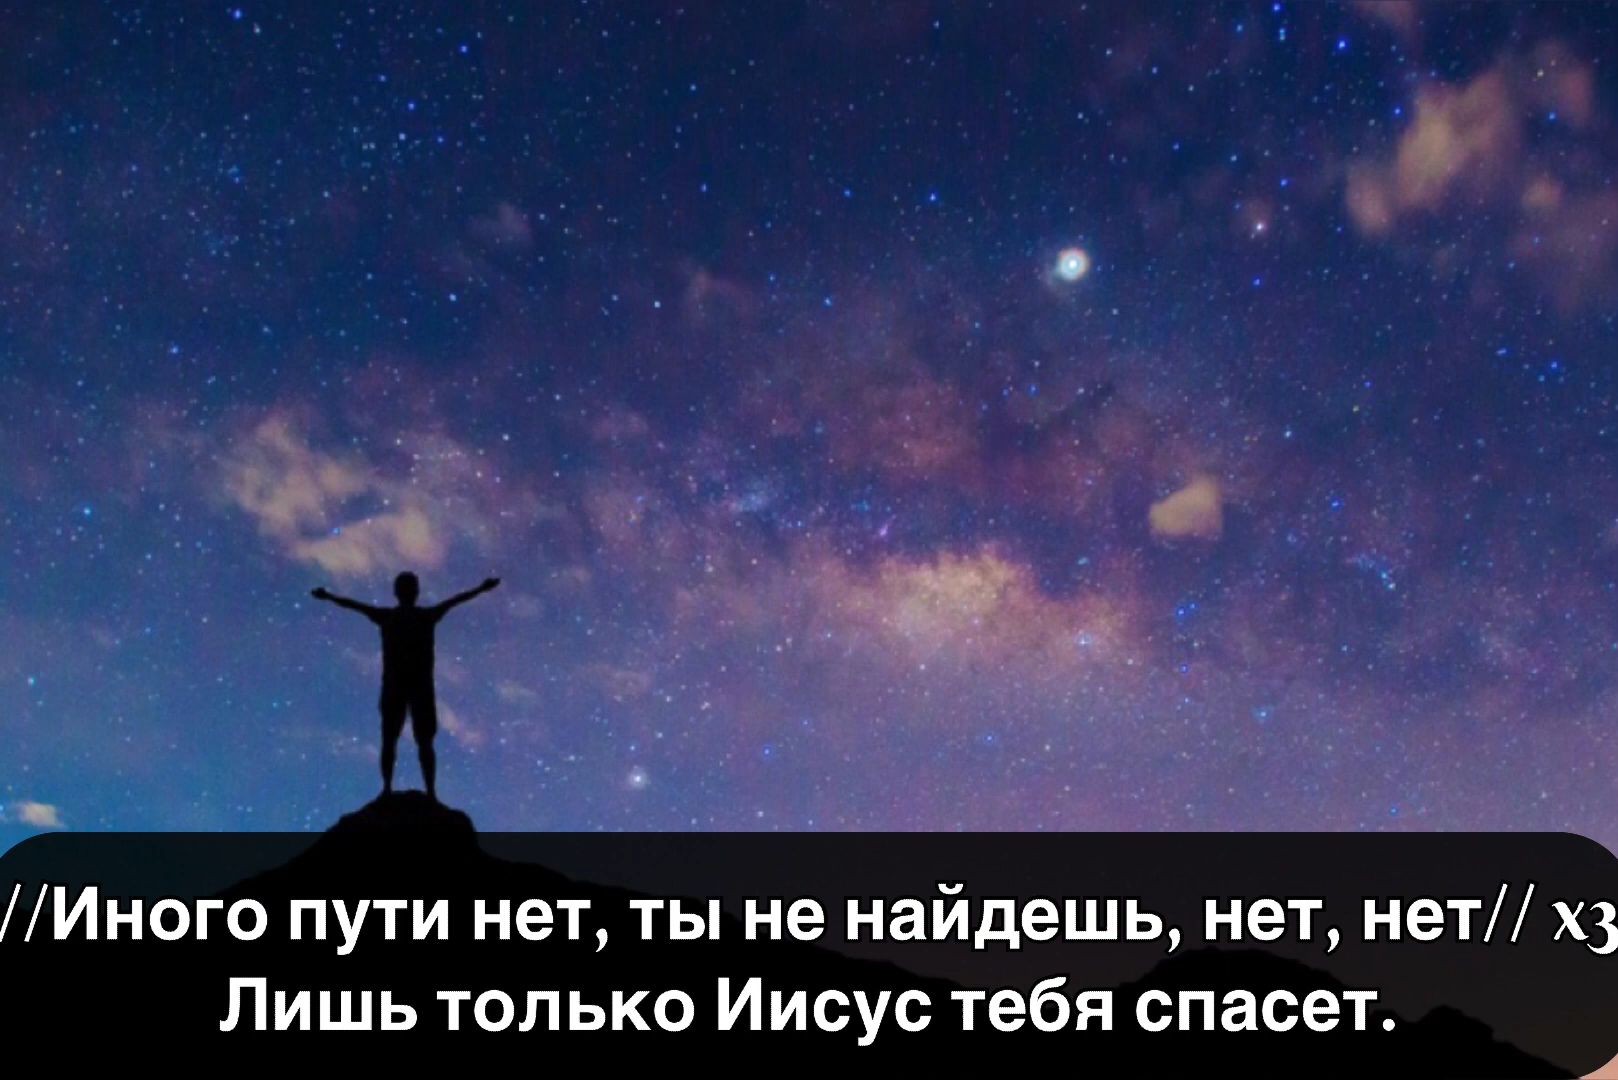 //Иного пути нет, ты не найдешь, нет, нет// x3
Лишь только Иисус тебя спасет.